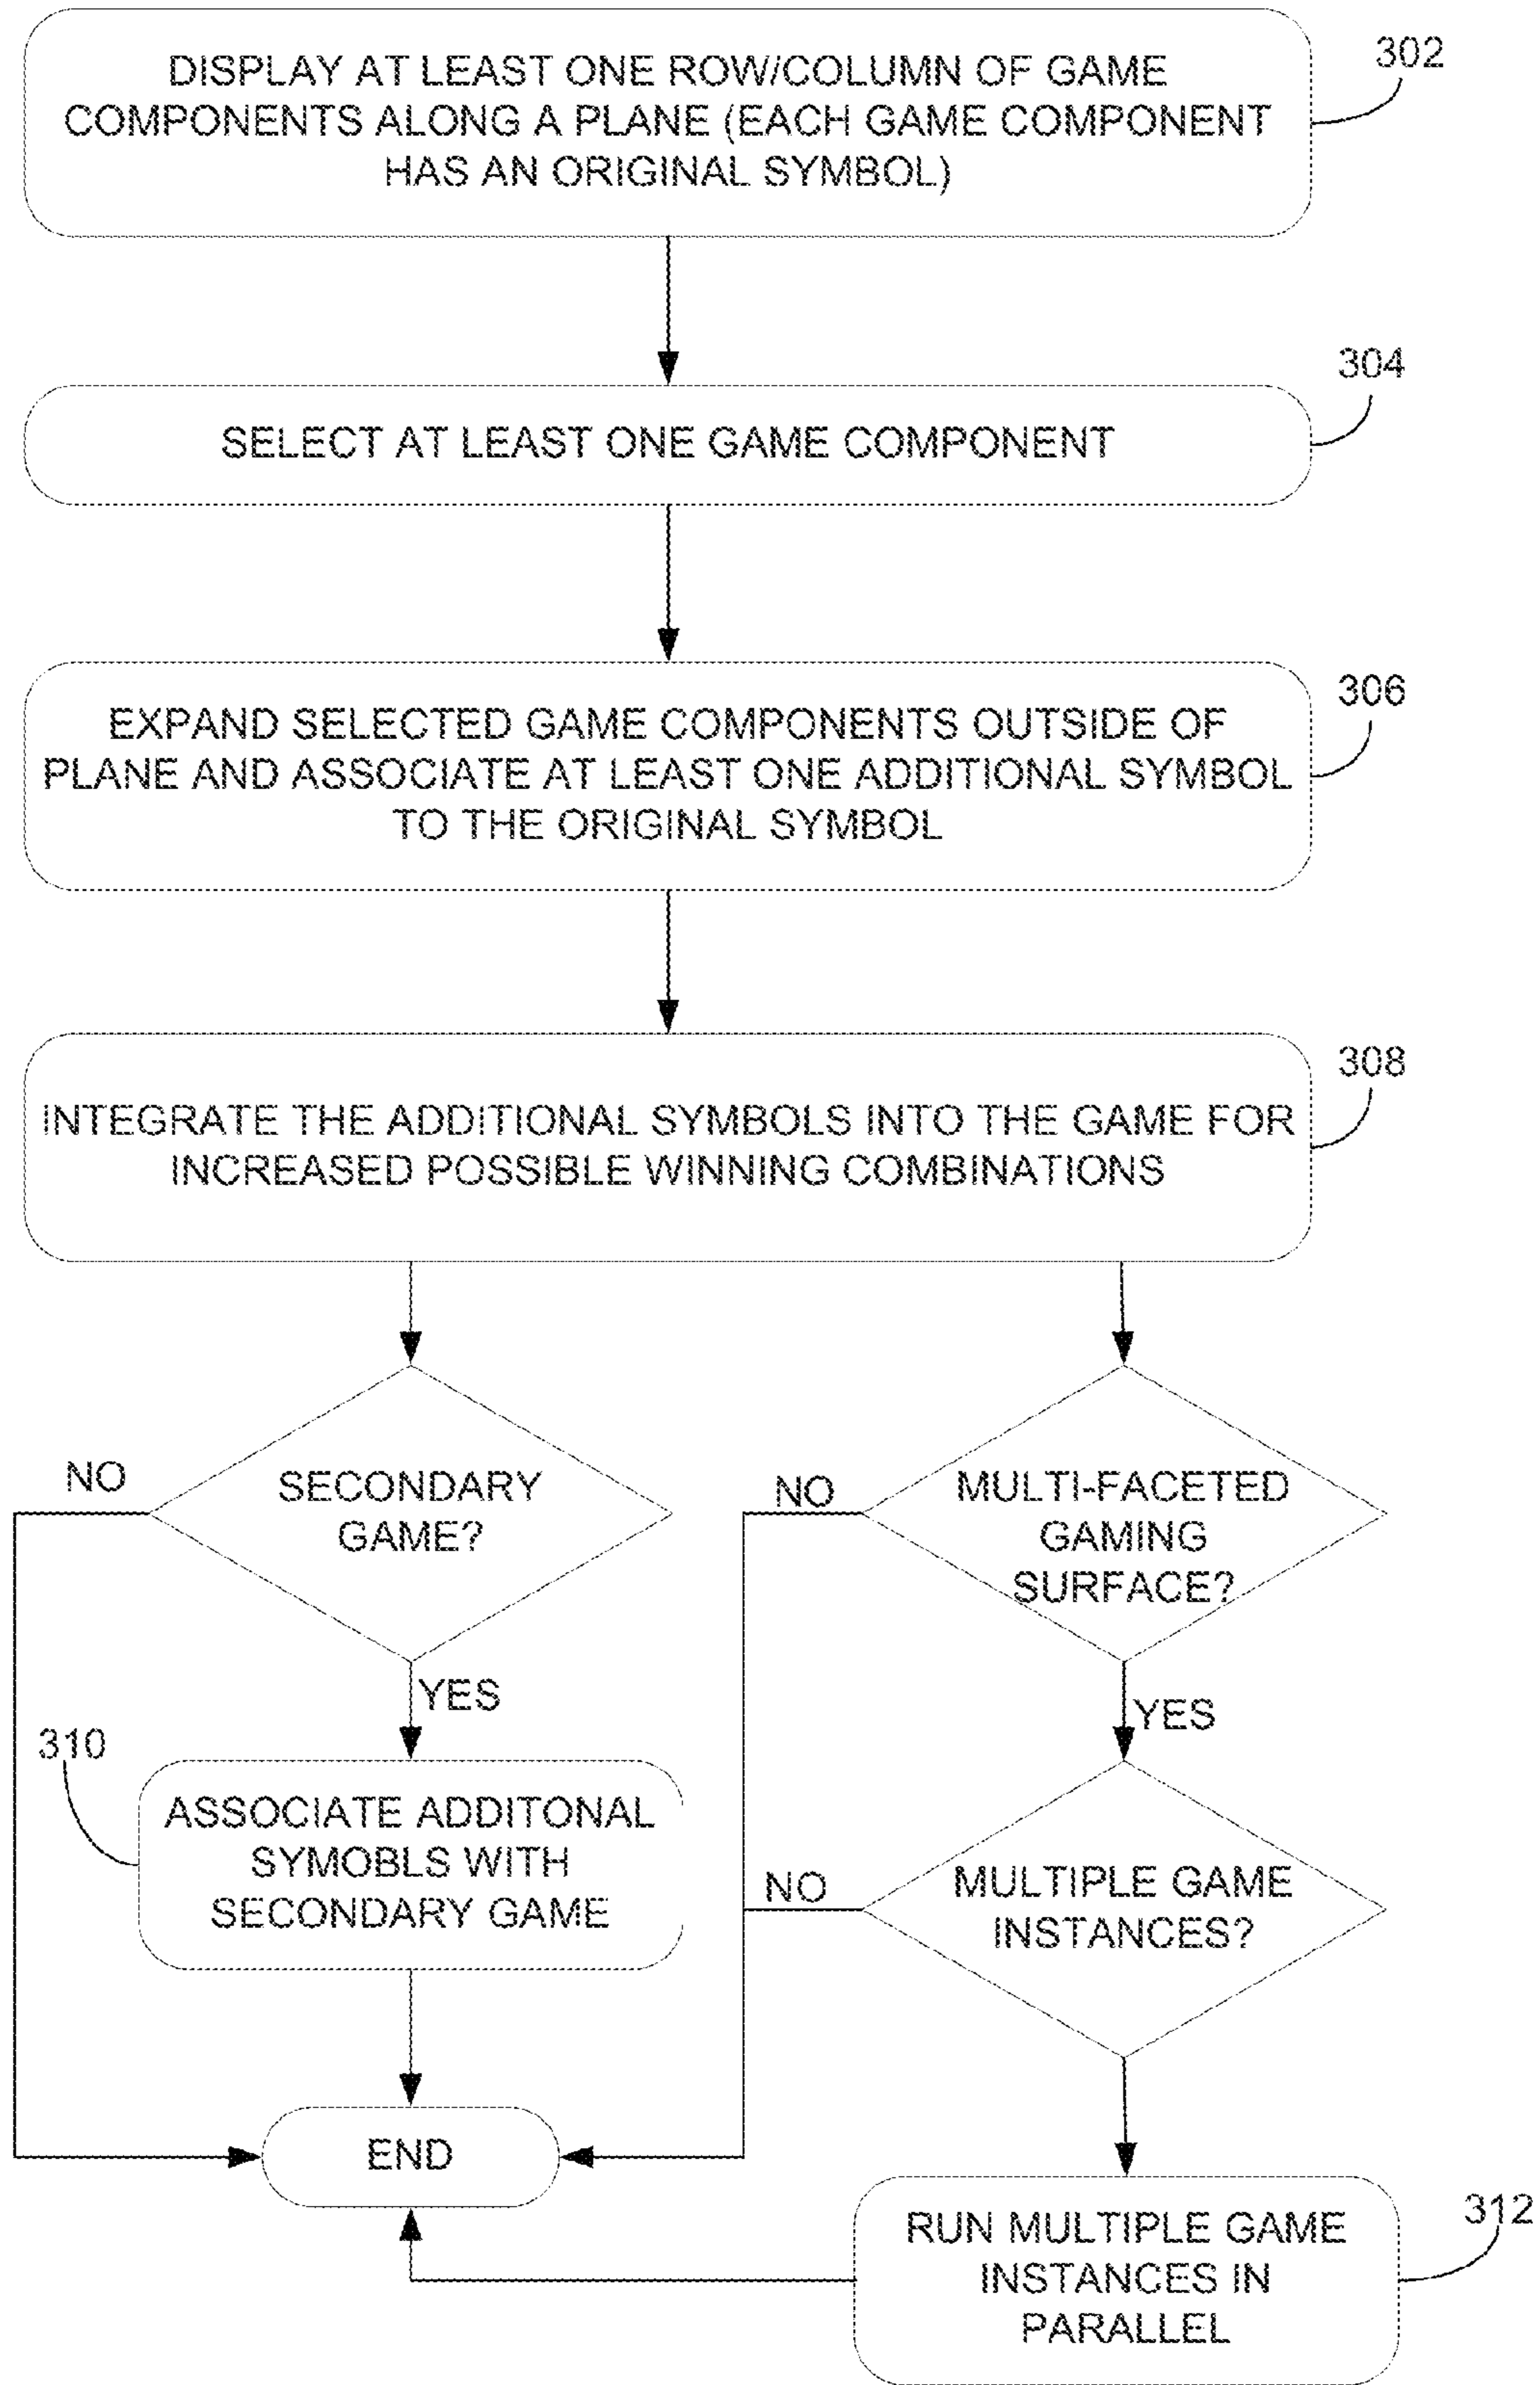 DISPLAY AT LEAST ONE ROW/COLUMN OF GAME
COMPONENTS ALONG A PLANE (EACH GAME COMPONENT
HAS AN ORIGINAL SYMBOL)
302
SELECT AT LEAST ONE GAME COMPONENT
304
EXPAND SELECTED GAME COMPONENTS OUTSIDE OF
PLANE AND ASSOCIATE AT LEAST ONE ADDITIONAL SYMBOL
TO THE ORIGINAL SYMBOL
306
INTEGRATE THE ADDITIONAL SYMBOLS INTO THE GAME FOR
INCREASED POSSIBLE WINNING COMBINATIONS
308
NO
SECONDARY
GAME?
YES
310
ASSOCIATE ADDITONAL
SYMOBLS WITH
SECONDARY GAME
NO
MULTI-FACETED
GAMING
SURFACE?
YES
NO
MULTIPLE GAME
INSTANCES?
END
RUN MULTIPLE GAME
INSTANCES IN
PARALLEL
312